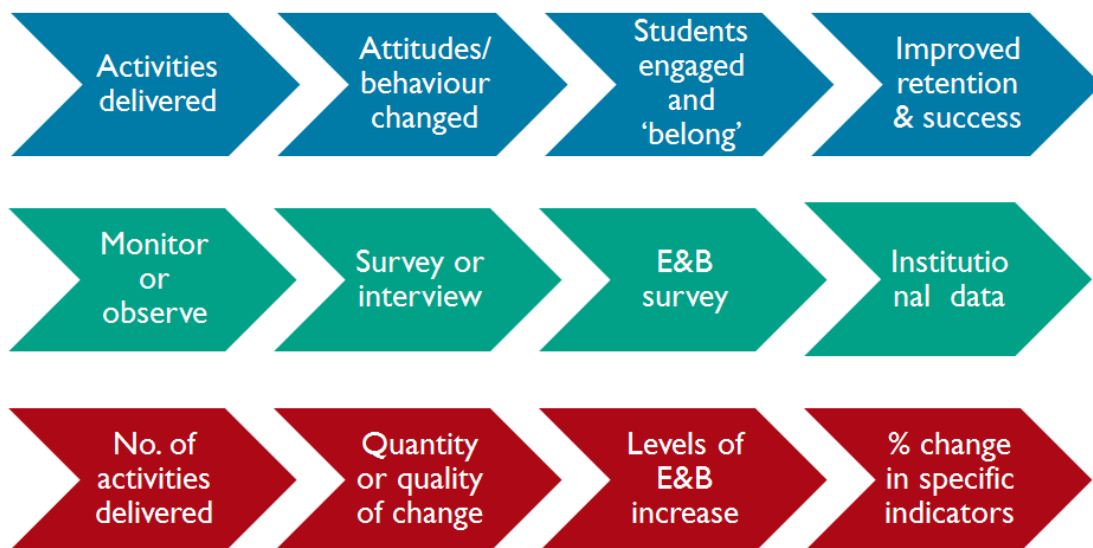 Activities
delivered
Attitudes/
behaviour
changed
Students
engaged
and
‘belong’
Improved
retention
& success
Monitor
or
observe
Survey or
interview
E&B
survey
Institutio
nal data
No. of
activities
delivered
Quantity
or quality
of change
Levels of
E&B
increase
% change
in specific
indicators